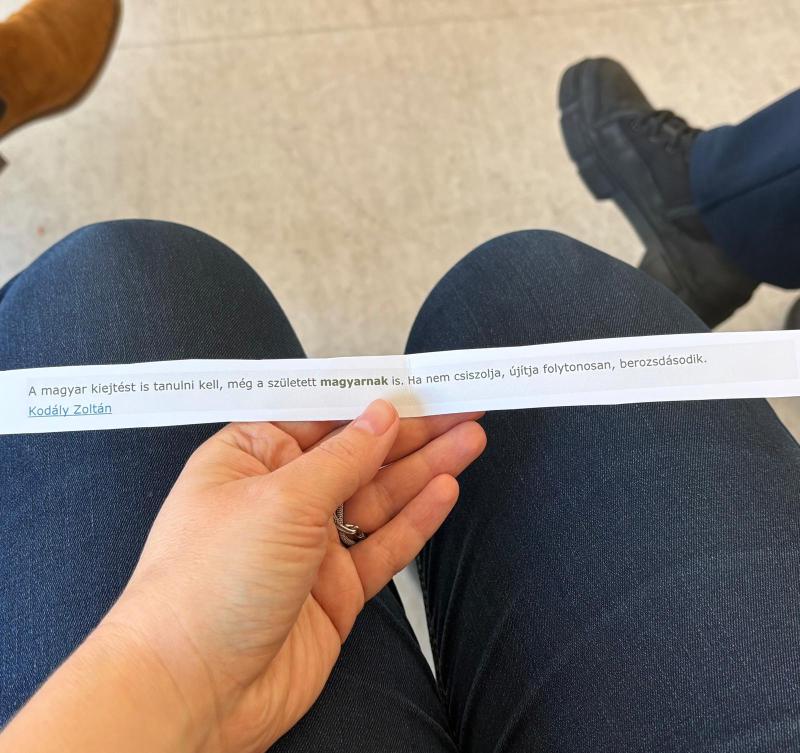 A magyar kiejtést is tanulni kell, még a született magyarnak is. Ha nem csiszolja, újítja folytonosan, berozsdásodik.
Kodály Zoltán